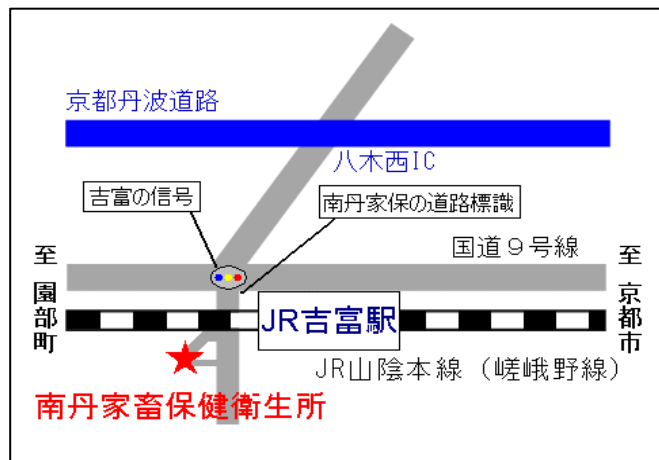 京都丹波道路
八木西IC
吉富の信号
南丹家保の道路標識
国道9号線
至園部町
至京都市
JR吉富駅
JR山陰本線（嵯峨野線）
南丹家畜保健衛生所